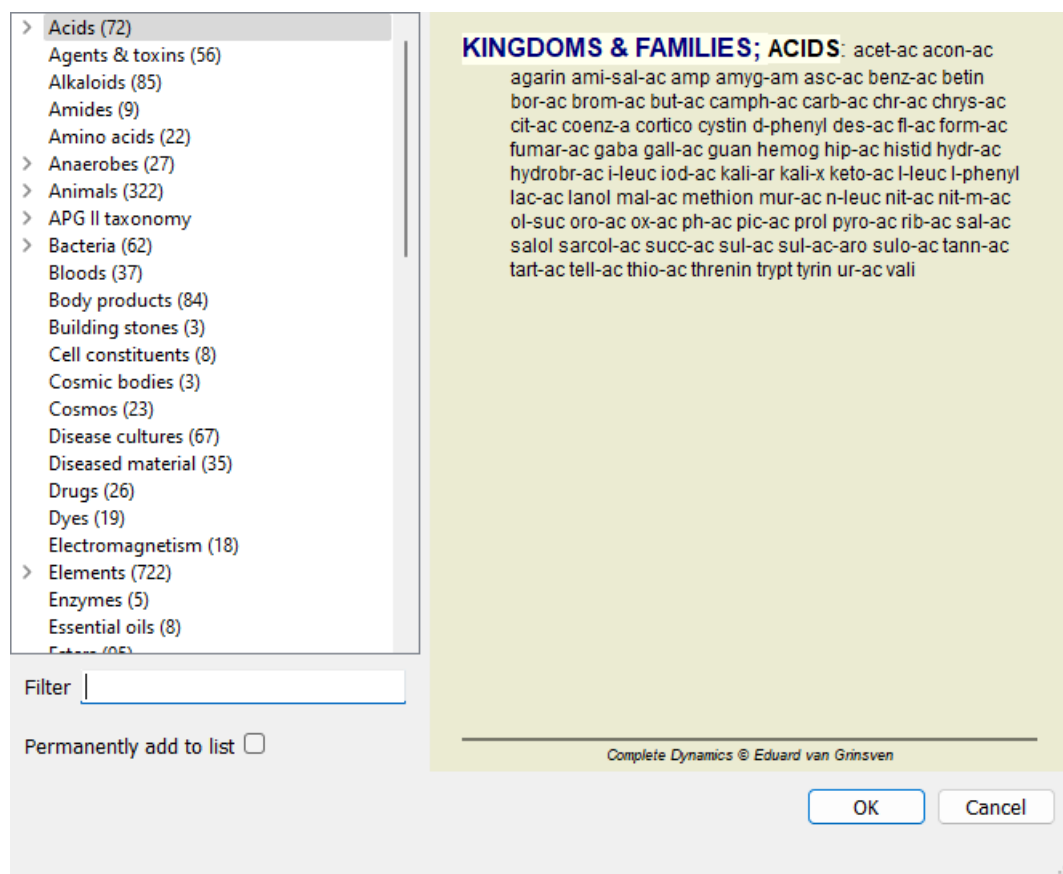 Acids (72)
Agents & toxins (56)
Alkaloids (85)
Amides (9)
Amino acids (22)
Anaerobes (27)
Animals (322)
APG II taxonomy
Bacteria (62)
Bloods (37)
Body products (84)
Building stones (3)
Cell constituents (8)
Cosmic bodies (3)
Cosmos (23)
Disease cultures (67)
Diseased material (35)
Drugs (26)
Dyes (19)
Electromagnetism (18)
Elements (722)
Enzymes (5)
Essential oils (8)
Filter
Permanently add to list
KINGDOMS & FAMILIES; ACIDS: acet-ac acon-ac
agarin ami-sal-ac amp amyg-am asc-ac benz-ac betin
bor-ac brom-ac but-ac camph-ac carb-ac chr-ac chrys-ac
cit-ac coenz-a cortico cystin d-phenyl des-ac fl-ac form-ac
fumar-ac gaba gall-ac guan hemog hip-ac histid hydr-ac
hydrobr-ac i-leuc iod-ac kali-ar kali-x keto-ac l-leuc l-phenyl
lac-ac lanol mal-ac methion mur-ac n-leuc nit-ac nit-m-ac
ol-suc oro-ac ox-ac ph-ac pic-ac prol pyro-ac rib-ac sal-ac
salol sarcol-ac succ-ac sul-ac sul-ac-aro sulo-ac tann-ac
tart-ac tell-ac thio-ac threnin trypt tyrin ur-ac vali
Complete Dynamics © Eduard van Grinsven
OK
Cancel